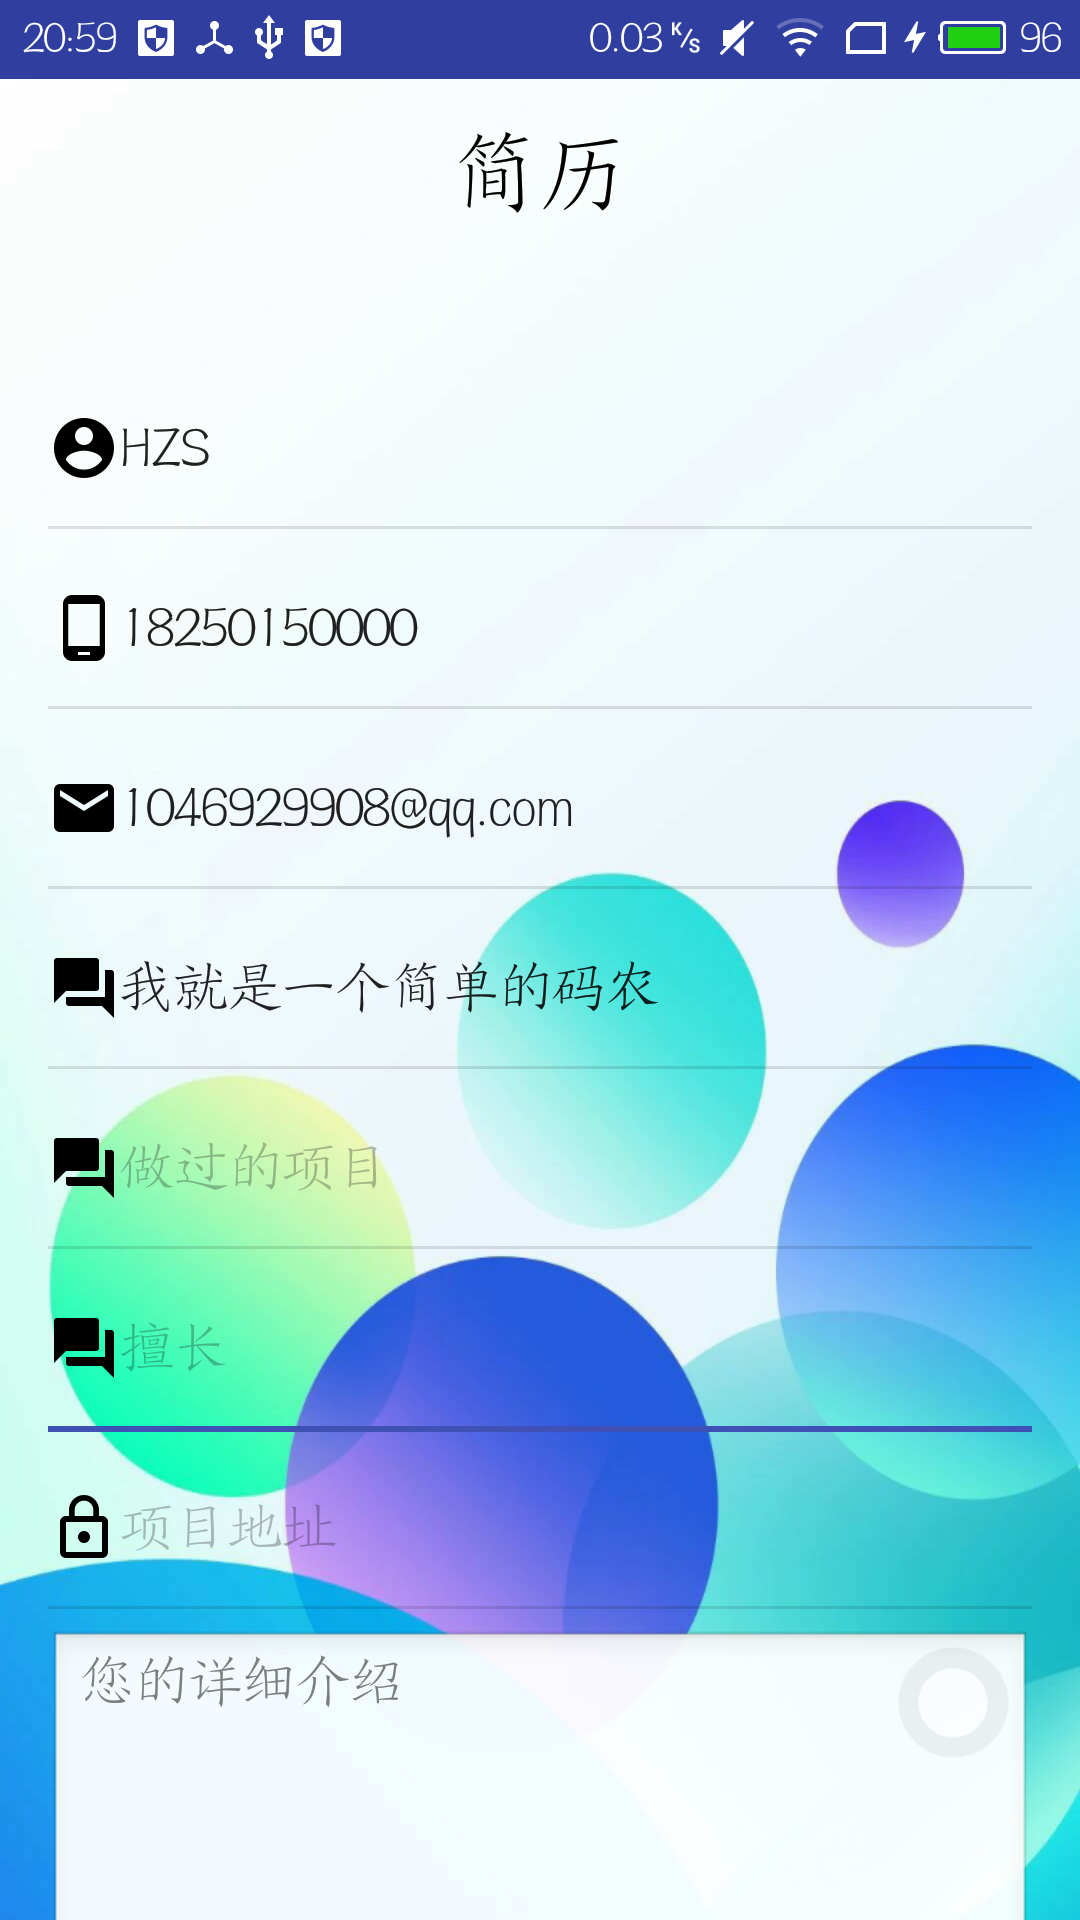 20:59 0.03 K/S 96
简历
HZS
18250150000
1046929908@qq.com
我就是一个简单的码农
做过的项目
擅长
项目地址
您的详细介绍